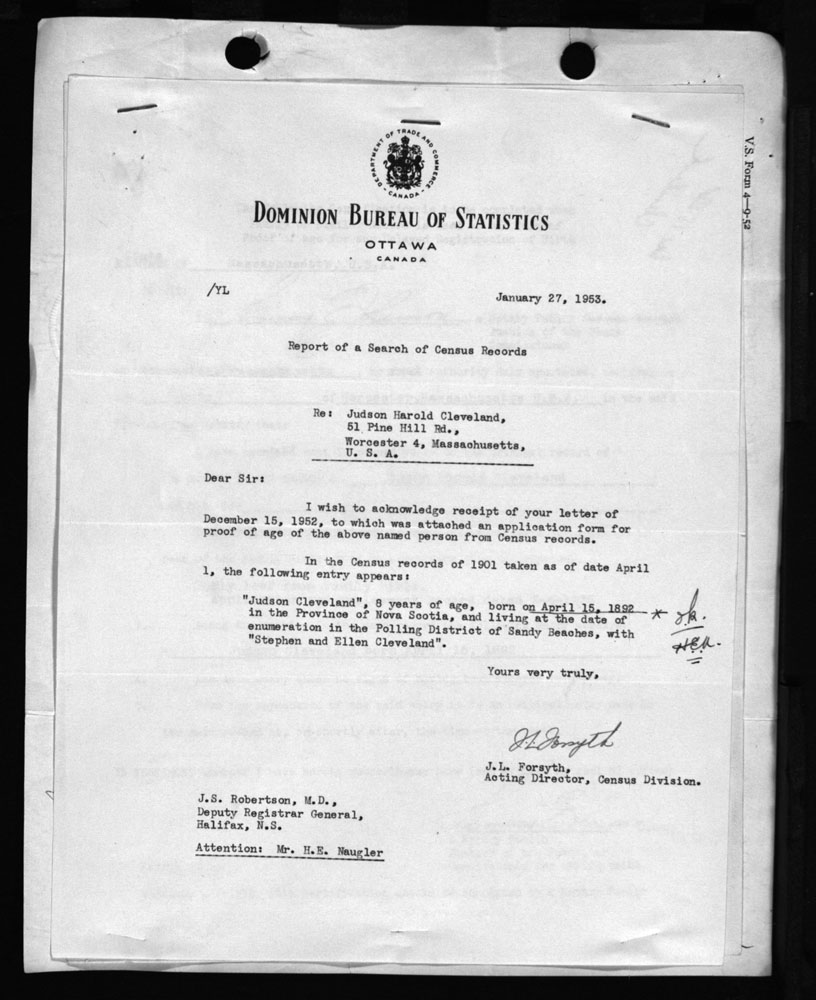 V.S. Form 4—9-52
DEPARTMENT OF TRADE AND COMMERCE
CANADA
DOMINION BUREAU OF STATISTICS
OTTAWA
CANADA
/YL
January 27, 1953.
Report of a Search of Census Records
Re: Judson Harold Cleveland,
51 Pine Hill Rd.,
Worcester 4, Massachusetts,
U. S. A.
Dear Sir:
I wish to acknowledge receipt of your letter of
December 15, 1952, to which was attached an application form for
proof of age of the above named person from Census records.
In the Census records of 1901 taken as of date April
1, the following entry appears:
"Judson Cleveland", 8 years of age, born on April 15, 1892
in the Province of Nova Scotia, and living at the date of
enumeration in the Polling District of Sandy Beaches, with
"Stephen and Ellen Cleveland".
* ok.
Yours very truly,
J.L. Forsyth
J.L. Forsyth,
Acting Director, Census Division.
J.S. Robertson, M.D.,
Deputy Registrar General,
Halifax, N.S.
Attention: Mr. H.E. Naugler